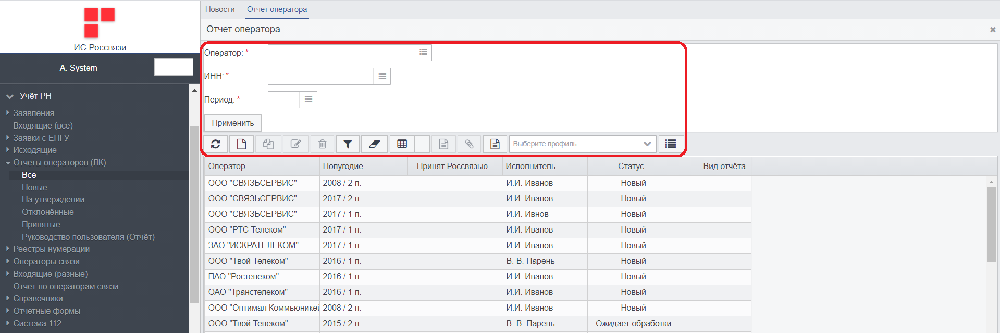 ИС Россвязи
A. System
Учёт РН
Заявления
Входящие (все)
Заявки с ЕПГУ
Исходящие
Отчеты операторов (ЛК)
Все
Новые
На утверждении
Отклонённые
Принятые
Руководство пользователя (Отчёт)
Реестры нумерации
Операторы связи
Входящие (разные)
Отчёт по операторам связи
Справочники
Отчетные формы
Система 112
Новости Отчет оператора
Отчет оператора
Оператор: *
ИНН: *
Период: *
Применить
Выберите профиль
Оператор Полугодие Принят Россвязью Исполнитель Статус Вид отчёта
ООО "СВЯЗЬСЕРВИС" 2008 / 2 п. И.И. Иванов Новый
ООО "СВЯЗЬСЕРВИС" 2017 / 2 п. И.И. Иванов Новый
ООО "СВЯЗЬСЕРВИС" 2017 / 1 п. И.И. Ивнов Новый
ООО "РТС Телеком" 2017 / 1 п. И.И. Иванов Новый
ЗАО "ИСКРАТЕЛЕКОМ" 2017 / 1 п. И.И. Иванов Новый
ООО "Твой Телеком" 2016 / 1 п. В. В. Парень Новый
ПАО "Ростелеком" 2016 / 1 п. И.И. Иванов Новый
ОАО "Транстелеком" 2016 / 1 п. И.И. Иванов Новый
ООО "Оптимал Коммьюникей 2008 / 2 п. И.И. Иванов Новый
ООО "Твой Телеком" 2015 / 2 п. В. В. Парень Ожидает обработки